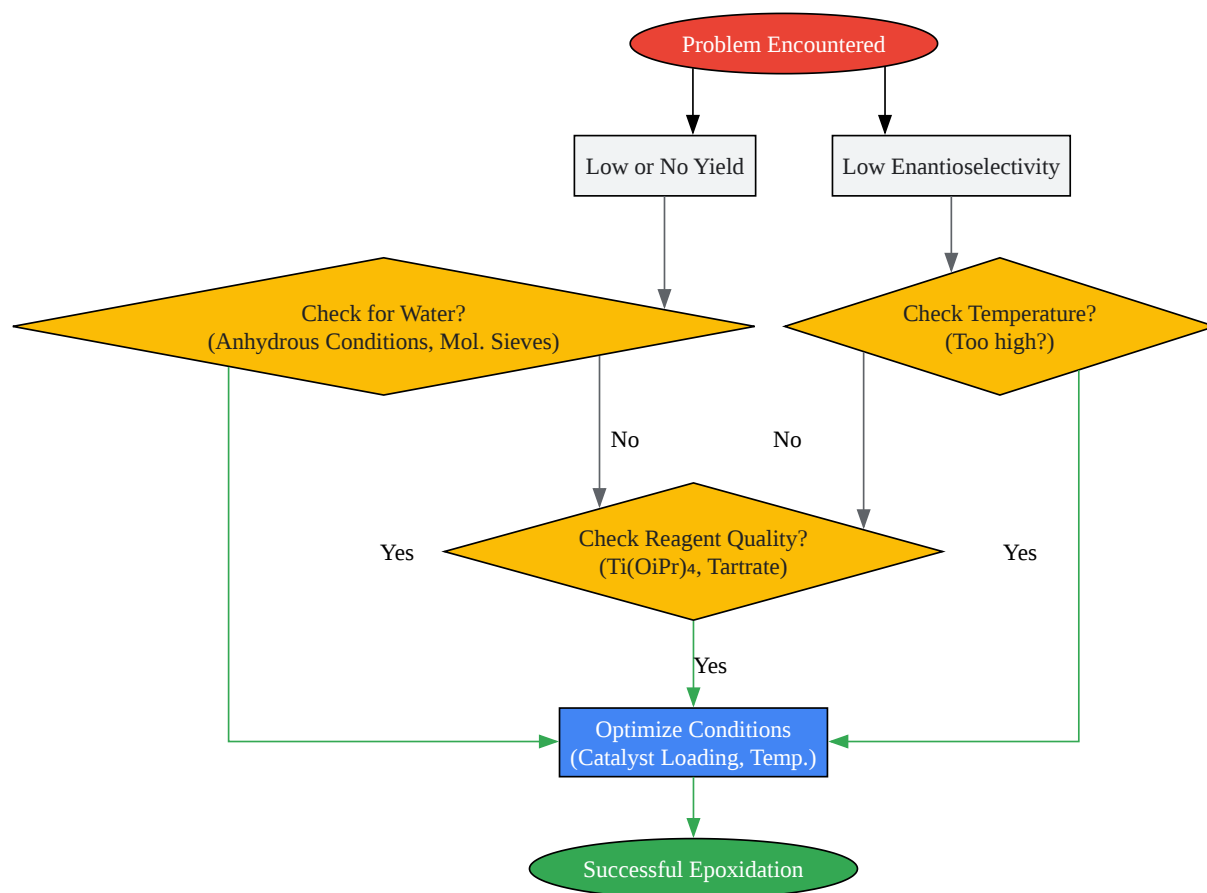 Problem Encountered
Low or No Yield
Low Enantioselectivity
Check for Water?
(Anhydrous Conditions, Mol. Sieves)
Check Temperature?
(Too high?)
No
No
Yes
Check Reagent Quality?
(Ti(OiPr)₄, Tartrate)
Yes
Yes
Optimize Conditions
(Catalyst Loading, Temp.)
Successful Epoxidation